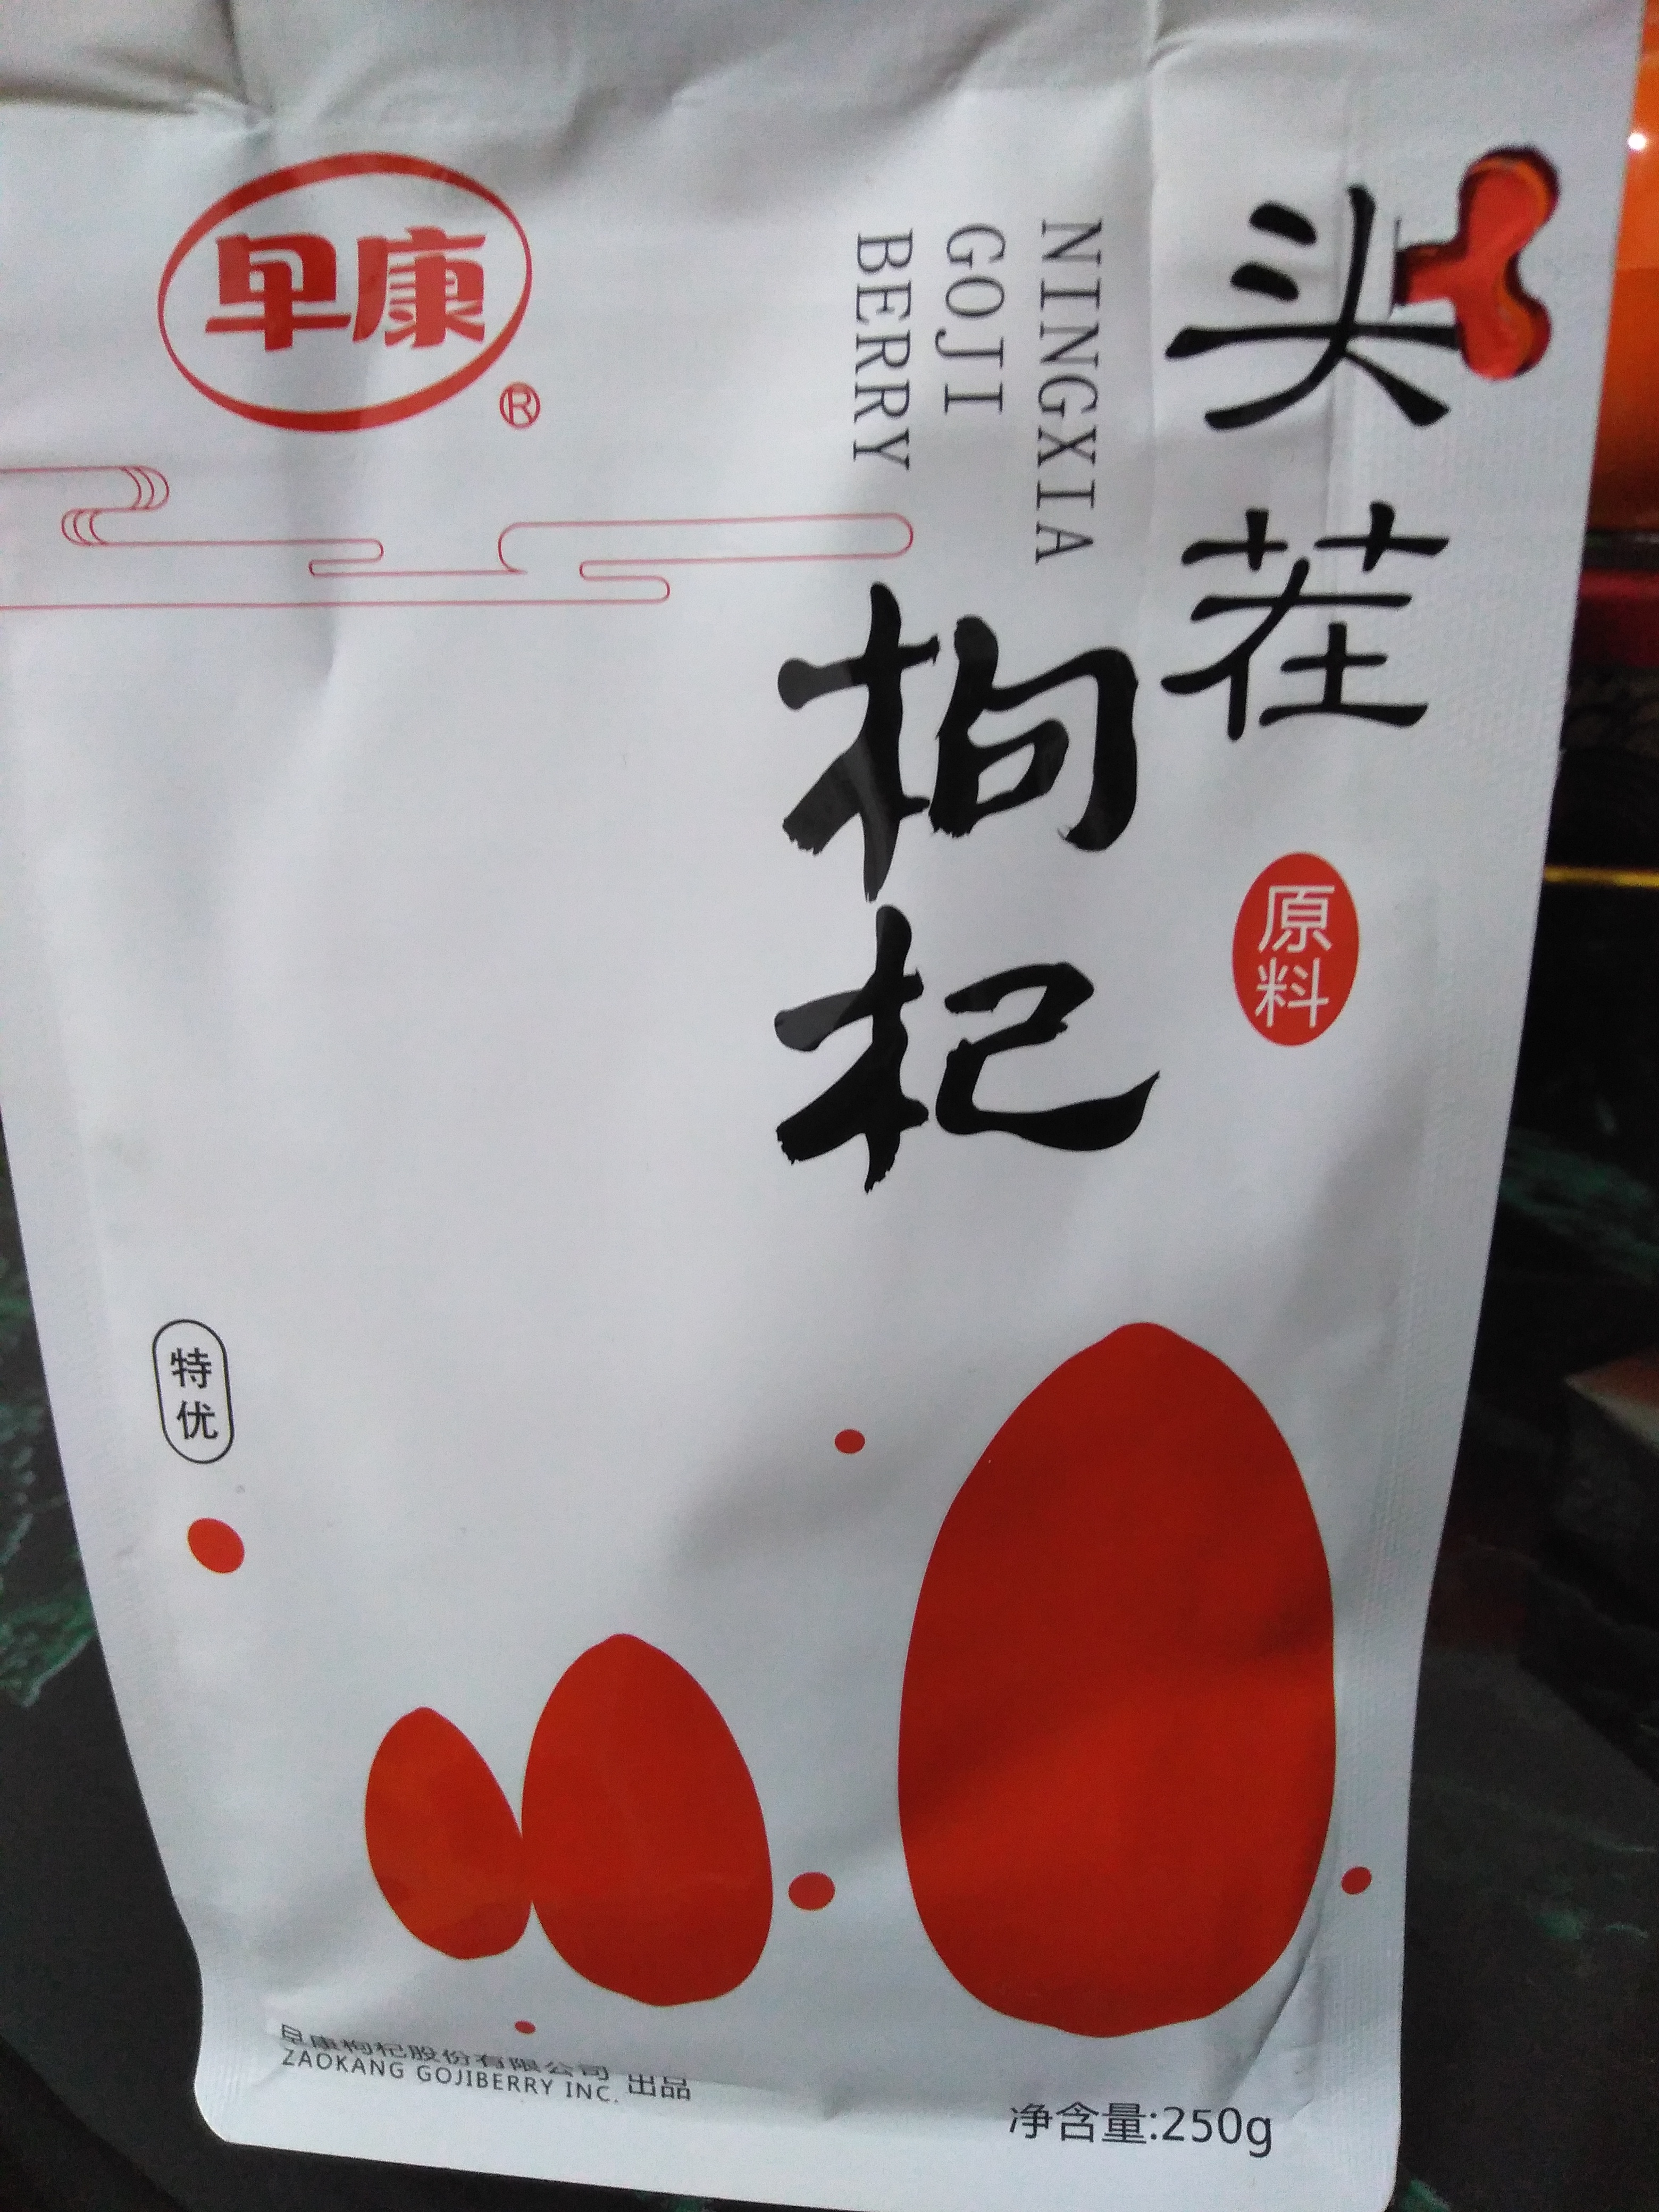 早康
®
头茬
NINGXIA
GOJI
BERRY
枸杞
原料
特优
早康枸杞股份有限公司 出品
ZAOKANG GOJIBERRY INC.
净含量:250g